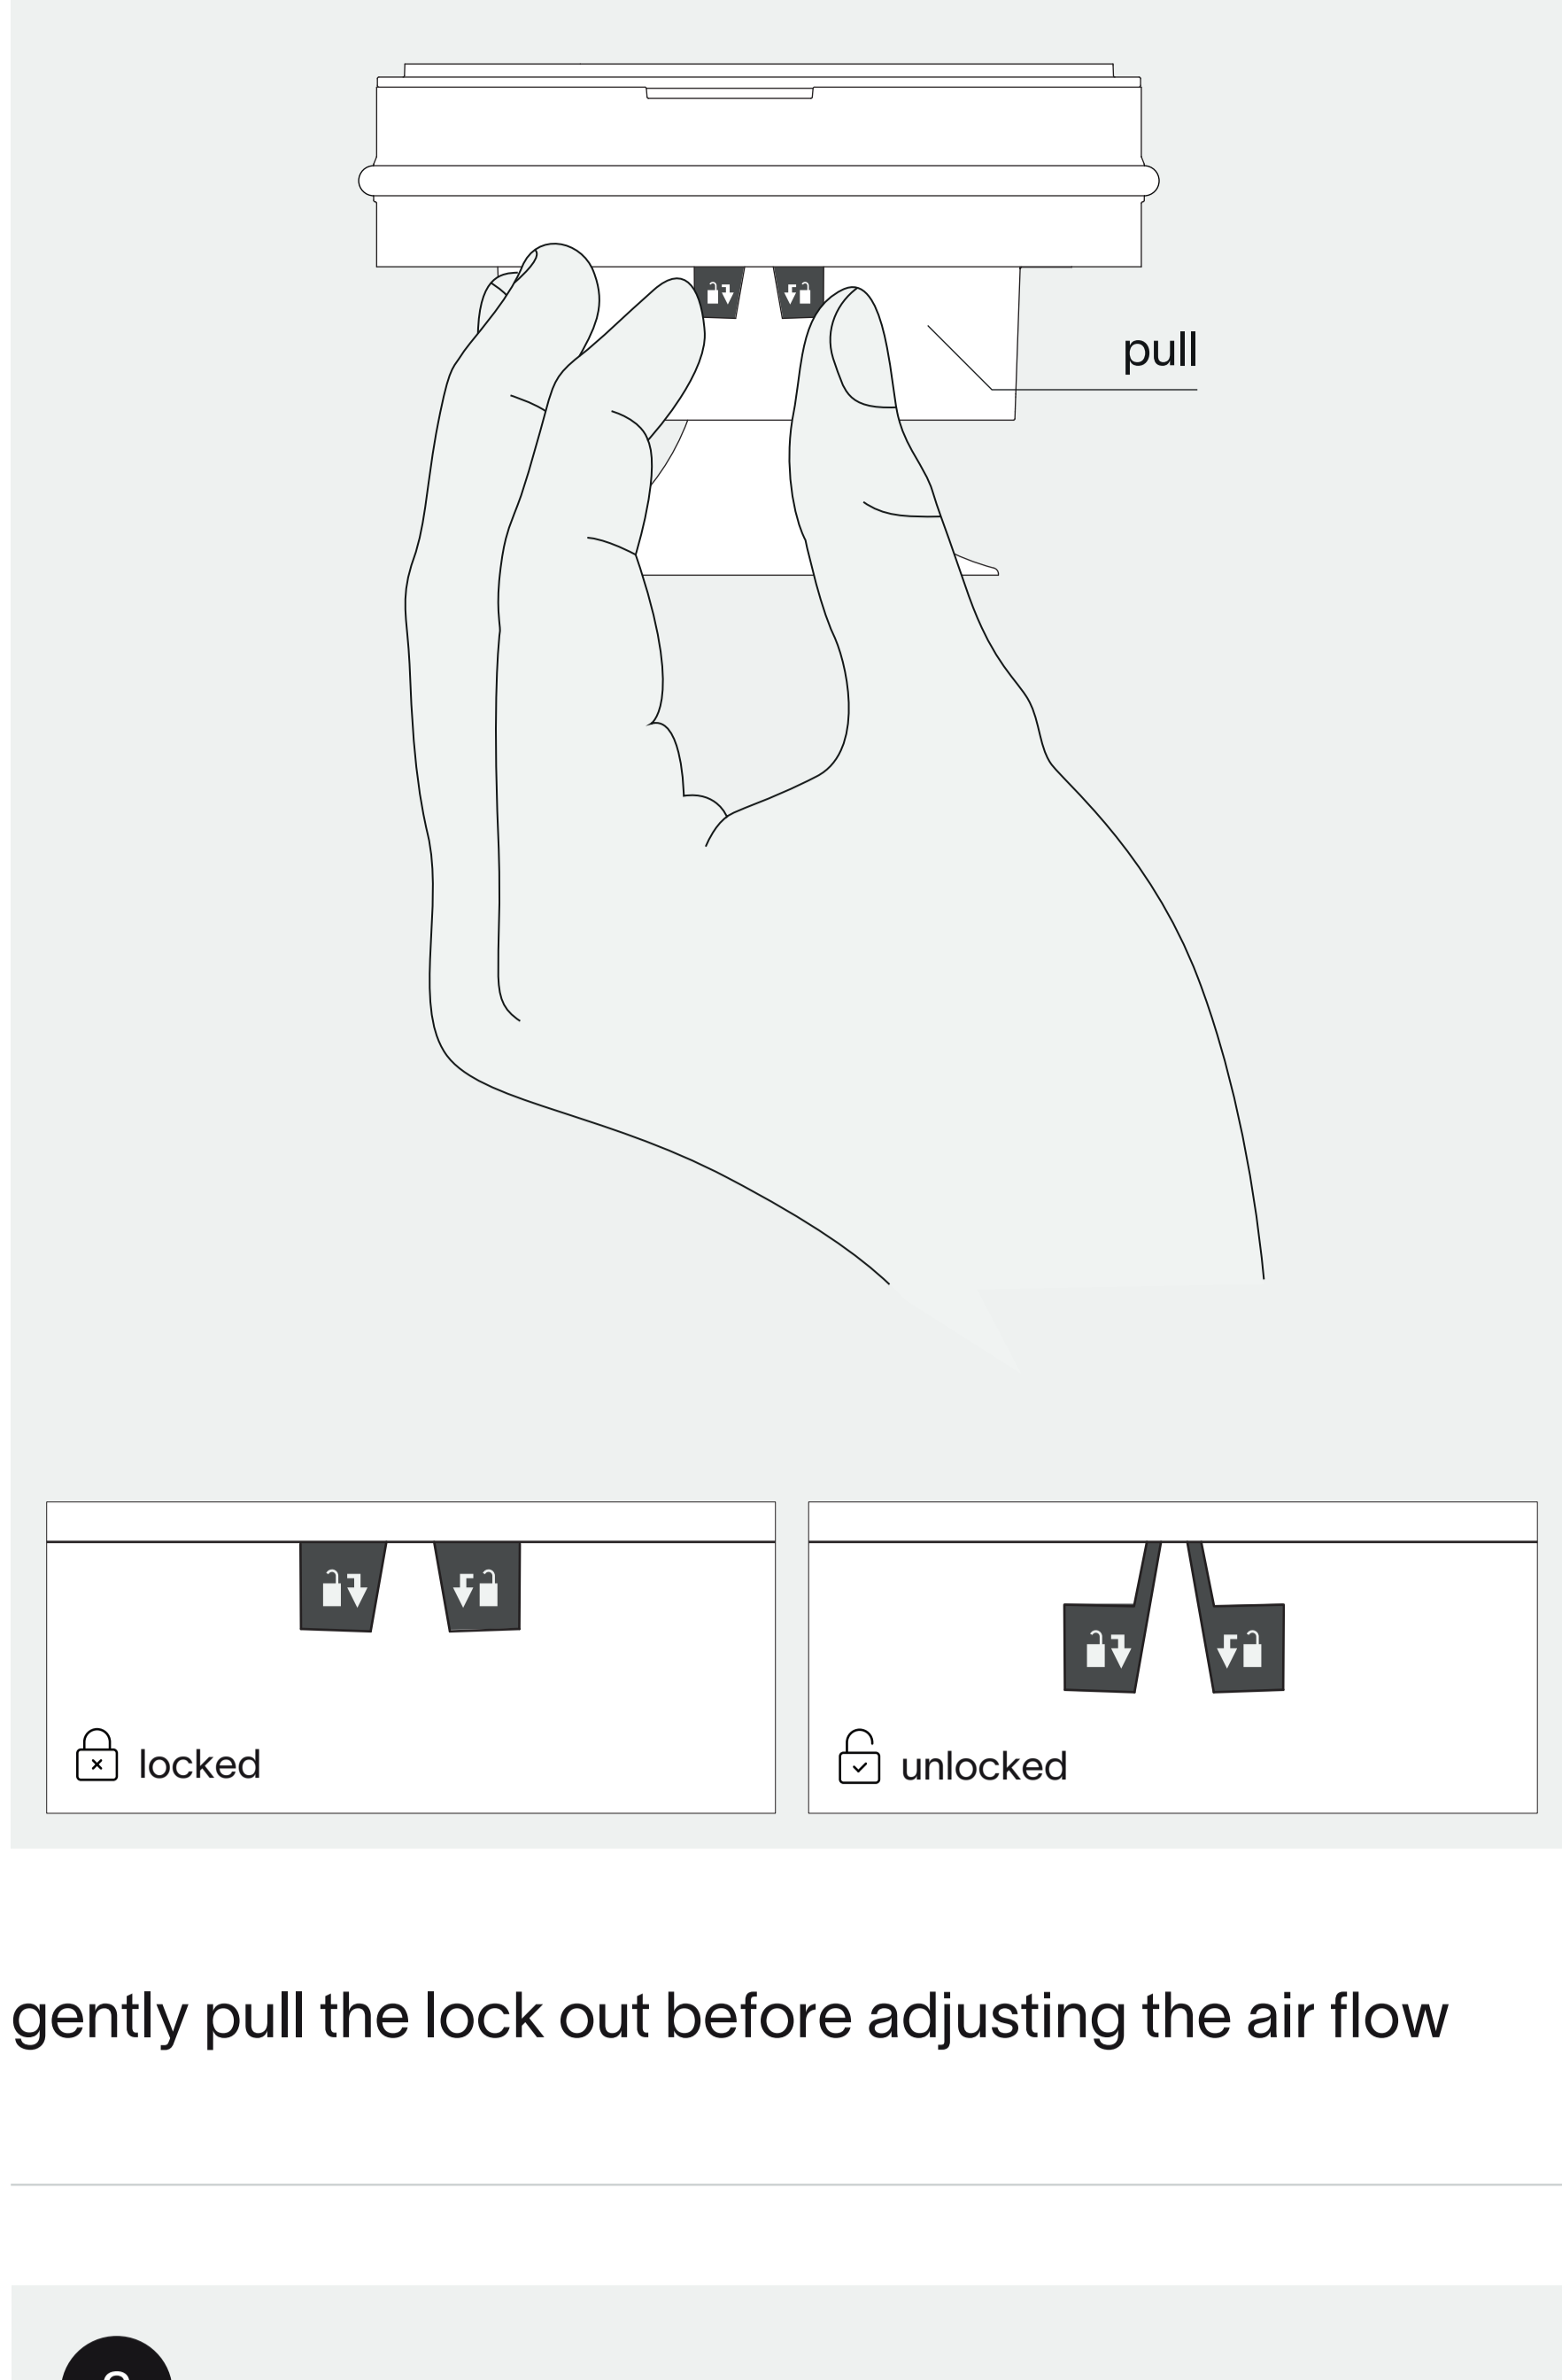 pull
locked
unlocked
gently pull the lock out before adjusting the air flow